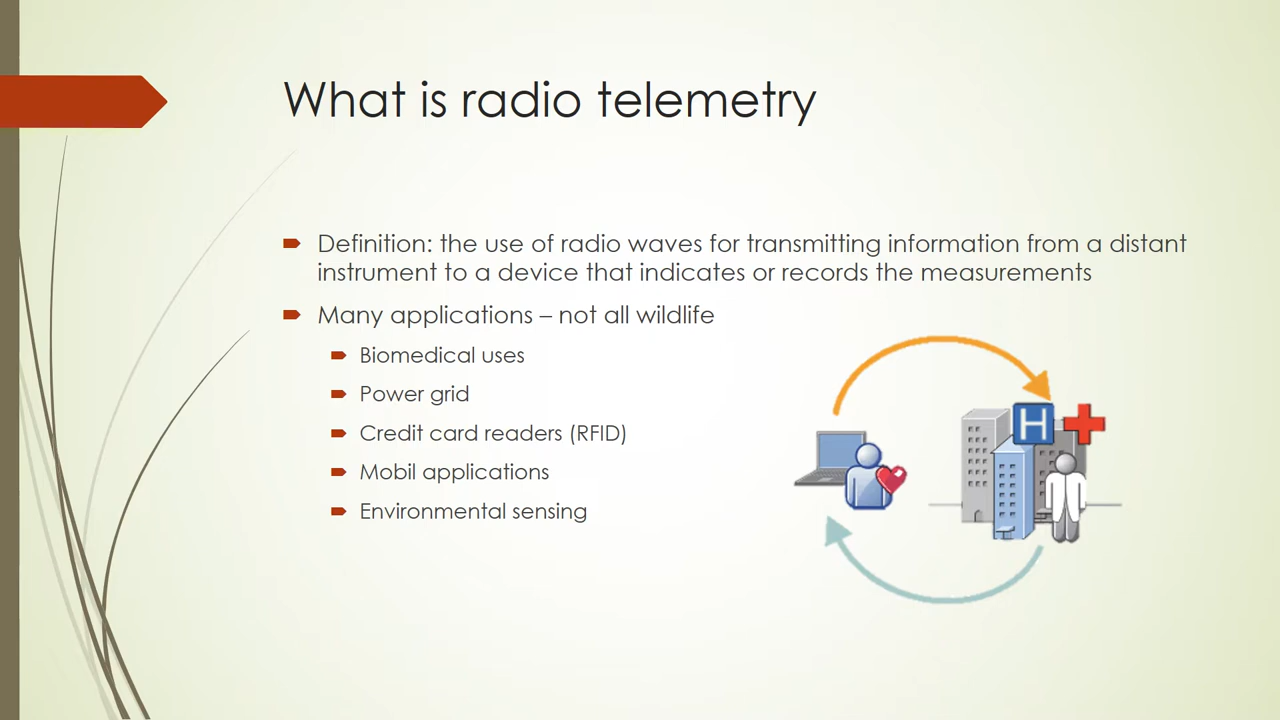 What is radio telemetry
Definition: the use of radio waves for transmitting information from a distant
instrument to a device that indicates or records the measurements
Many applications – not all wildlife
Biomedical uses
Power grid
Credit card readers (RFID)
Mobil applications
Environmental sensing
H